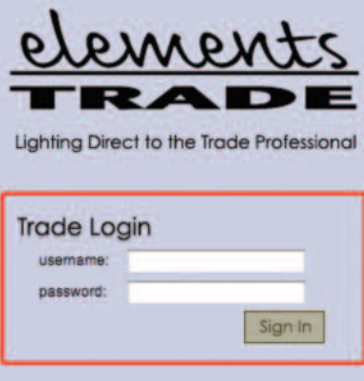 elements
TRADE
Lighting Direct to the Trade Professional
Trade Login
username:
password:
Sign In